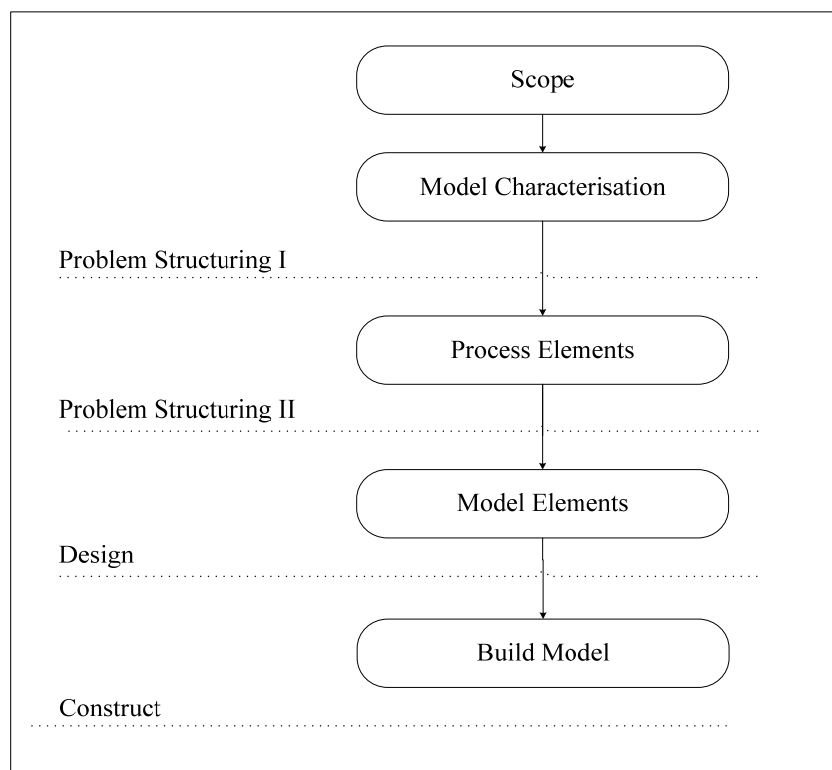 Scope
Model Characterisation
Problem Structuring I
Process Elements
Problem Structuring II
Model Elements
Design
Build Model
Construct